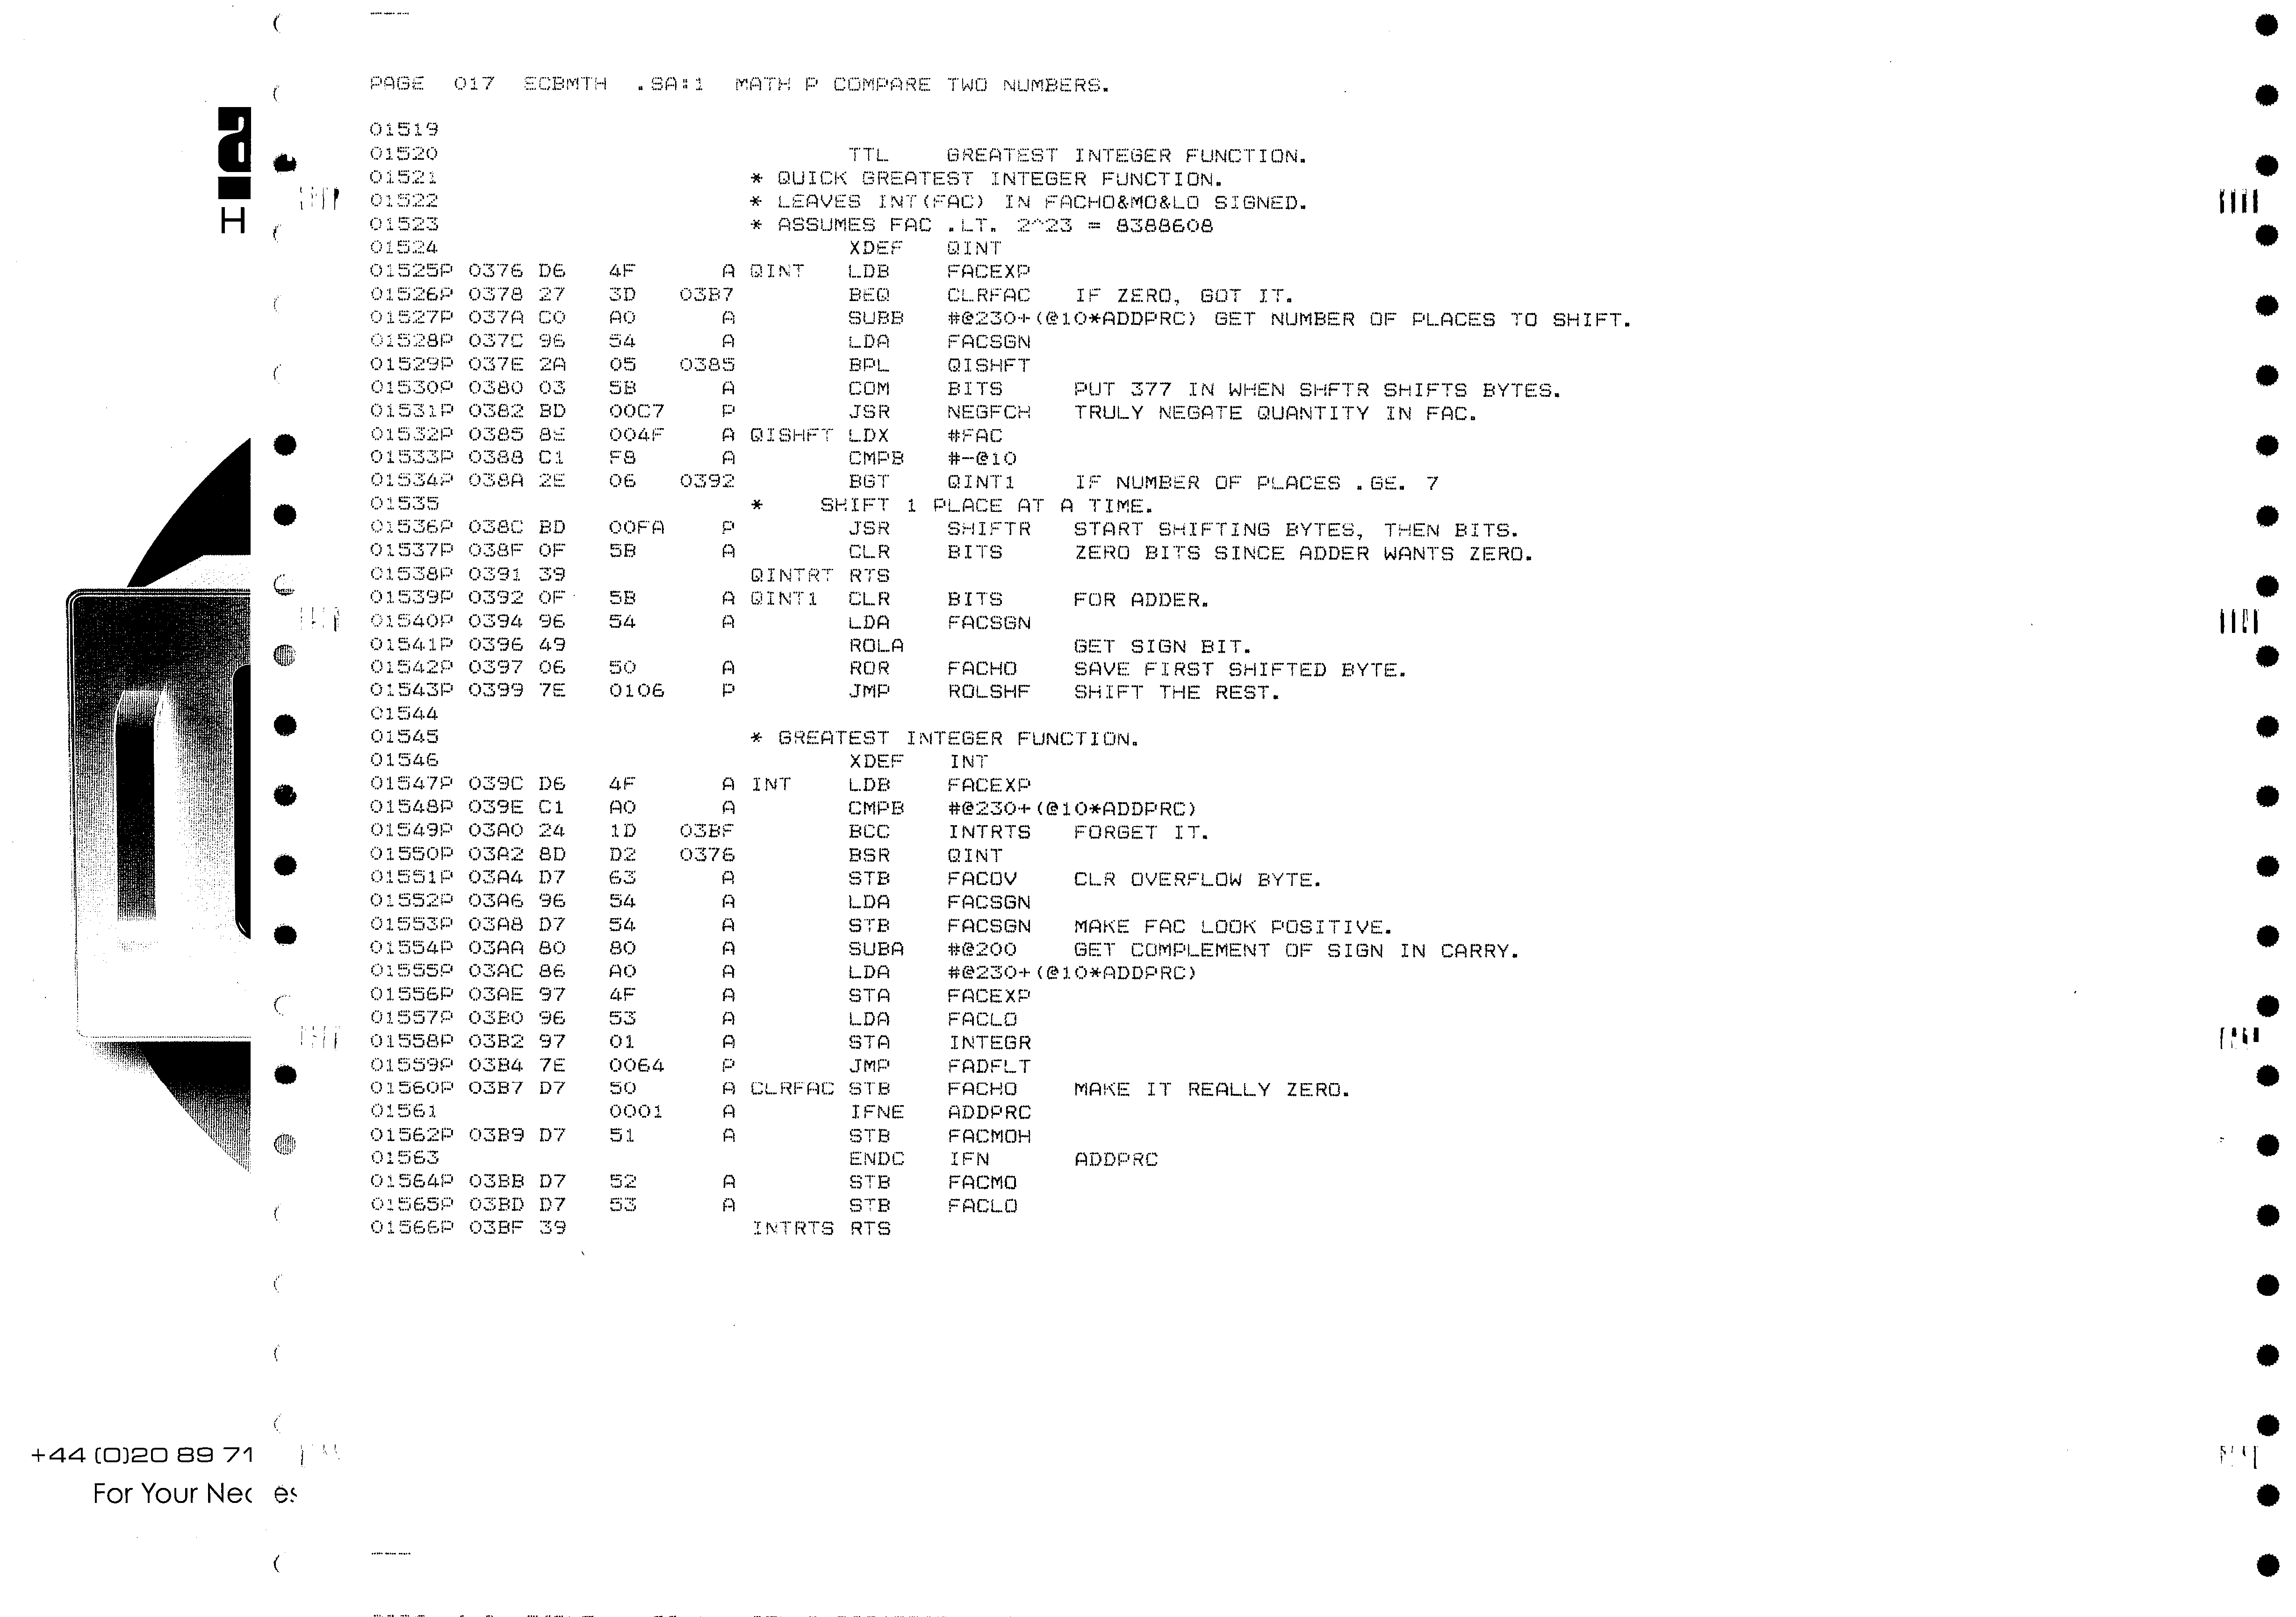 PAGE 017 ECBMTH .SA:1 MATH P COMPARE TWO NUMBERS.
01519
01520 TTL GREATEST INTEGER FUNCTION.
01521 * QUICK GREATEST INTEGER FUNCTION.
01522 * LEAVES INT(FAC) IN FACHO&MO&LO SIGNED.
01523 * ASSUMES FAC .LT. 2^23 = 8388608
01524 XDEF QINT
01525P 0376 D6 4F A QINT LDB FACEXP
01526P 0378 27 3D 03B7 BEQ CLRFAC IF ZERO, GOT IT.
01527P 037A C0 A0 A SUBB #@230+(@10*ADDPRC) GET NUMBER OF PLACES TO SHIFT.
01528P 037C 96 54 A LDA FACSGN
01529P 037E 2A 05 0385 BPL QISHFT
01530P 0380 03 5B A COM BITS PUT 377 IN WHEN SHFTR SHIFTS BYTES.
01531P 0382 BD 00C7 P JSR NEGFCH TRULY NEGATE QUANTITY IN FAC.
01532P 0385 8E 004F A QISHFT LDX #FAC
01533P 0388 C1 F8 A CMPB #-@10
01534P 038A 2E 06 0392 BGT QINT1 IF NUMBER OF PLACES .GE. 7
01535 * SHIFT 1 PLACE AT A TIME.
01536P 038C BD 00FA P JSR SHIFTR START SHIFTING BYTES, THEN BITS.
01537P 038F 0F 5B A CLR BITS ZERO BITS SINCE ADDER WANTS ZERO.
01538P 0391 39 QINTRT RTS
01539P 0392 0F 5B A QINT1 CLR BITS FOR ADDER.
01540P 0394 96 54 A LDA FACSGN
01541P 0396 49 ROLA GET SIGN BIT.
01542P 0397 06 50 A ROR FACHO SAVE FIRST SHIFTED BYTE.
01543P 0399 7E 0106 P JMP ROLSHF SHIFT THE REST.
01544
01545 * GREATEST INTEGER FUNCTION.
01546 XDEF INT
01547P 039C D6 4F A INT LDB FACEXP
01548P 039E C1 A0 A CMPB #@230+(@10*ADDPRC)
01549P 03A0 24 1D 03BF BCC INTRTS FORGET IT.
01550P 03A2 8D D2 0376 BSR QINT
01551P 03A4 D7 63 A STB FACOV CLR OVERFLOW BYTE.
01552P 03A6 96 54 A LDA FACSGN
01553P 03A8 D7 54 A STB FACSGN MAKE FAC LOOK POSITIVE.
01554P 03AA 80 80 A SUBA #@200 GET COMPLEMENT OF SIGN IN CARRY.
01555P 03AC 86 A0 A LDA #@230+(@10*ADDPRC)
01556P 03AE 97 4F A STA FACEXP
01557P 03B0 96 53 A LDA FACLO
01558P 03B2 97 01 A STA INTEGR
01559P 03B4 7E 0064 P JMP FADFLT
01560P 03B7 D7 50 A CLRFAC STB FACHO MAKE IT REALLY ZERO.
01561 0001 A IFNE ADDPRC
01562P 03B9 D7 51 A STB FACMOH
01563 ENDC IFN ADDPRC
01564P 03BB D7 52 A STB FACMO
01565P 03BD D7 53 A STB FACLO
01566P 03BF 39 INTRTS RTS
a
H
+44 (0)20 89 71
For Your Nec es